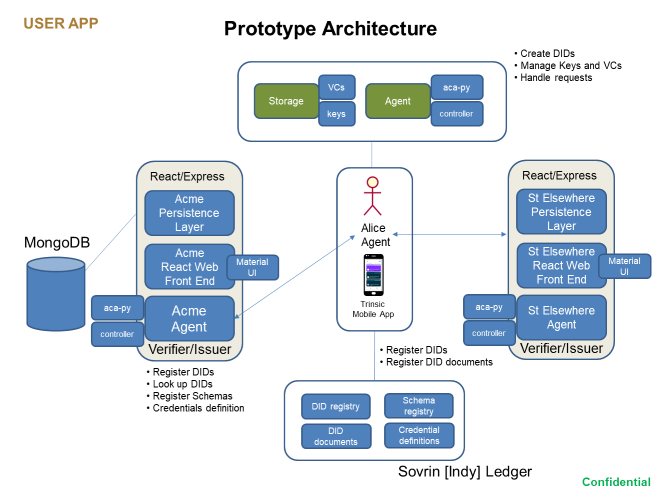 USER APP
Prototype Architecture
• Create DIDs
• Manage Keys and VCs
• Handle requests
Storage
VCs
keys
Agent
aca-py
controller
React/Express
Acme
Persistence
Layer
Acme
React Web
Front End
Material
UI
aca-py
controller
Acme
Agent
Verifier/Issuer
MongoDB
• Register DIDs
• Look up DIDs
• Register Schemas
• Credentials definition
Alice
Agent
Trinsic
Mobile App
React/Express
St Elsewhere
Persistence
Layer
St Elsewhere
React Web
Front End
Material
UI
aca-py
controller
St Elsewhere
Agent
Verifier/Issuer
• Register DIDs
• Register DID documents
DID registry
Schema
registry
DID
documents
Credential
definitions
Sovrin [Indy] Ledger
Confidential